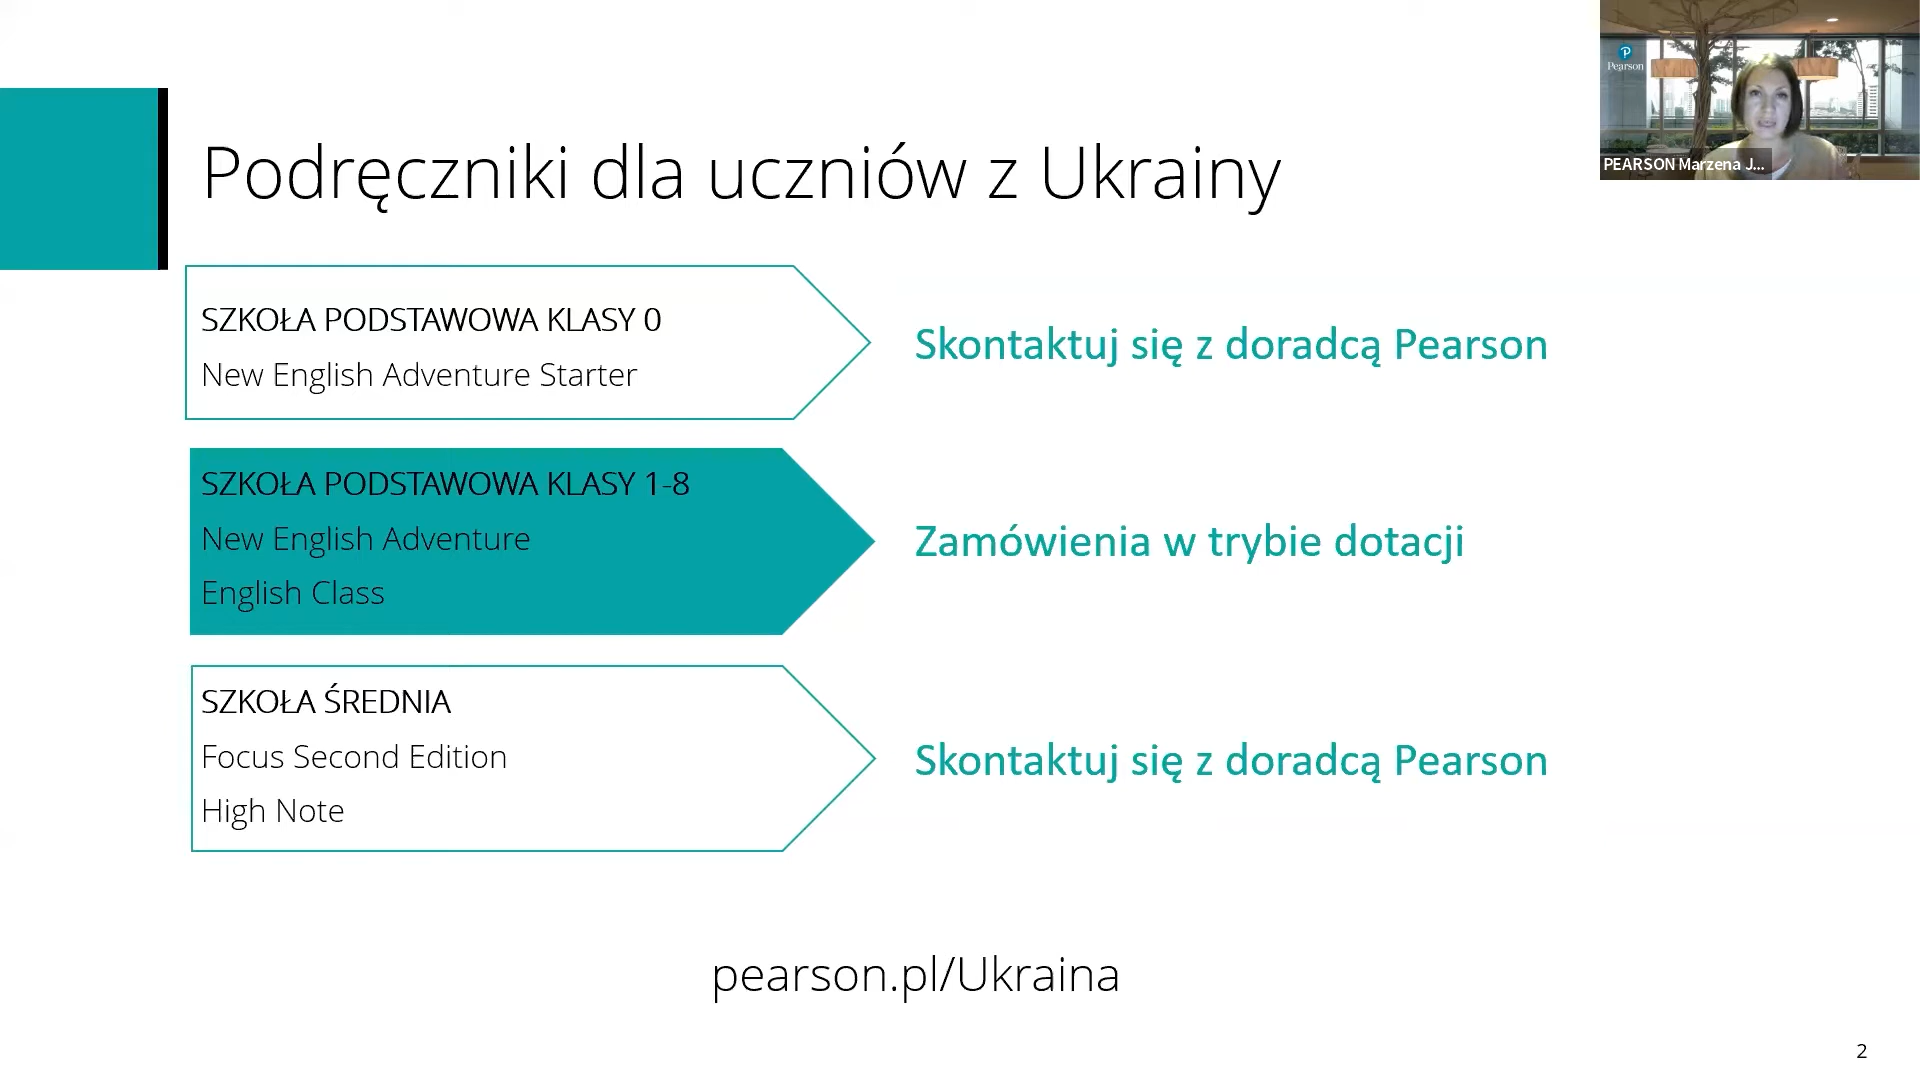 Podręczniki dla uczniów z Ukrainy
SZKOŁA PODSTAWOWA KLASY 0
New English Adventure Starter
Skontaktuj się z doradcą Pearson
SZKOŁA PODSTAWOWA KLASY 1-8
New English Adventure
English Class
Zamówienia w trybie dotacji
SZKOŁA ŚREDNIA
Focus Second Edition
High Note
Skontaktuj się z doradcą Pearson
pearson.pl/Ukraina
2
P
Pearson
PEARSON Marzena J...